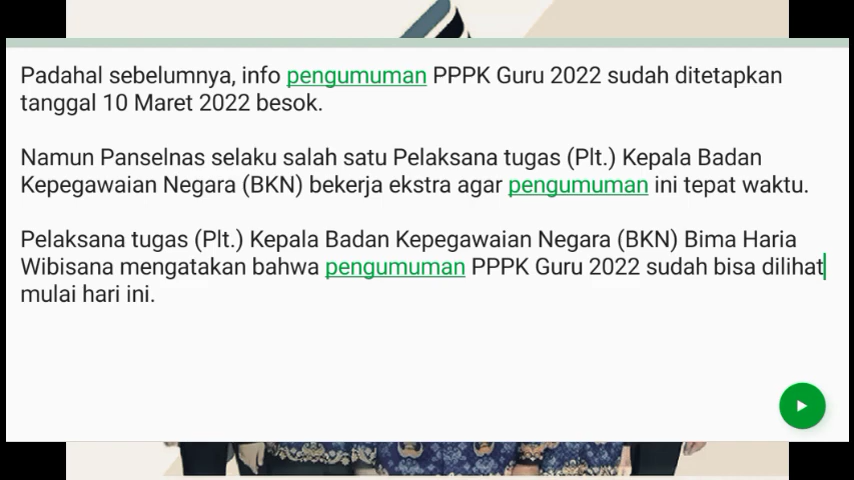 Padahal sebelumnya, info pengumuman PPPK Guru 2022 sudah ditetapkan
tanggal 10 Maret 2022 besok.
Namun Panselnas selaku salah satu Pelaksana tugas (Plt.) Kepala Badan
Kepegawaian Negara (BKN) bekerja ekstra agar pengumuman ini tepat waktu.
Pelaksana tugas (Plt.) Kepala Badan Kepegawaian Negara (BKN) Bima Haria
Wibisana mengatakan bahwa pengumuman PPPK Guru 2022 sudah bisa dilihat
mulai hari ini.